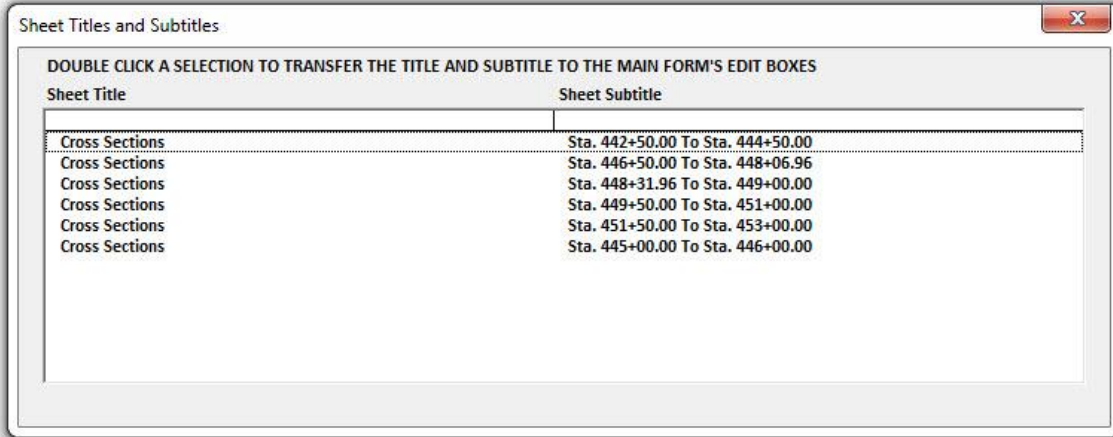 Sheet Titles and Subtitles
X
DOUBLE CLICK A SELECTION TO TRANSFER THE TITLE AND SUBTITLE TO THE MAIN FORM'S EDIT BOXES
Sheet Title Sheet Subtitle
Cross Sections Sta. 442+50.00 To Sta. 444+50.00
Cross Sections Sta. 446+50.00 To Sta. 448+06.96
Cross Sections Sta. 448+31.96 To Sta. 449+00.00
Cross Sections Sta. 449+50.00 To Sta. 451+00.00
Cross Sections Sta. 451+50.00 To Sta. 453+00.00
Cross Sections Sta. 445+00.00 To Sta. 446+00.00